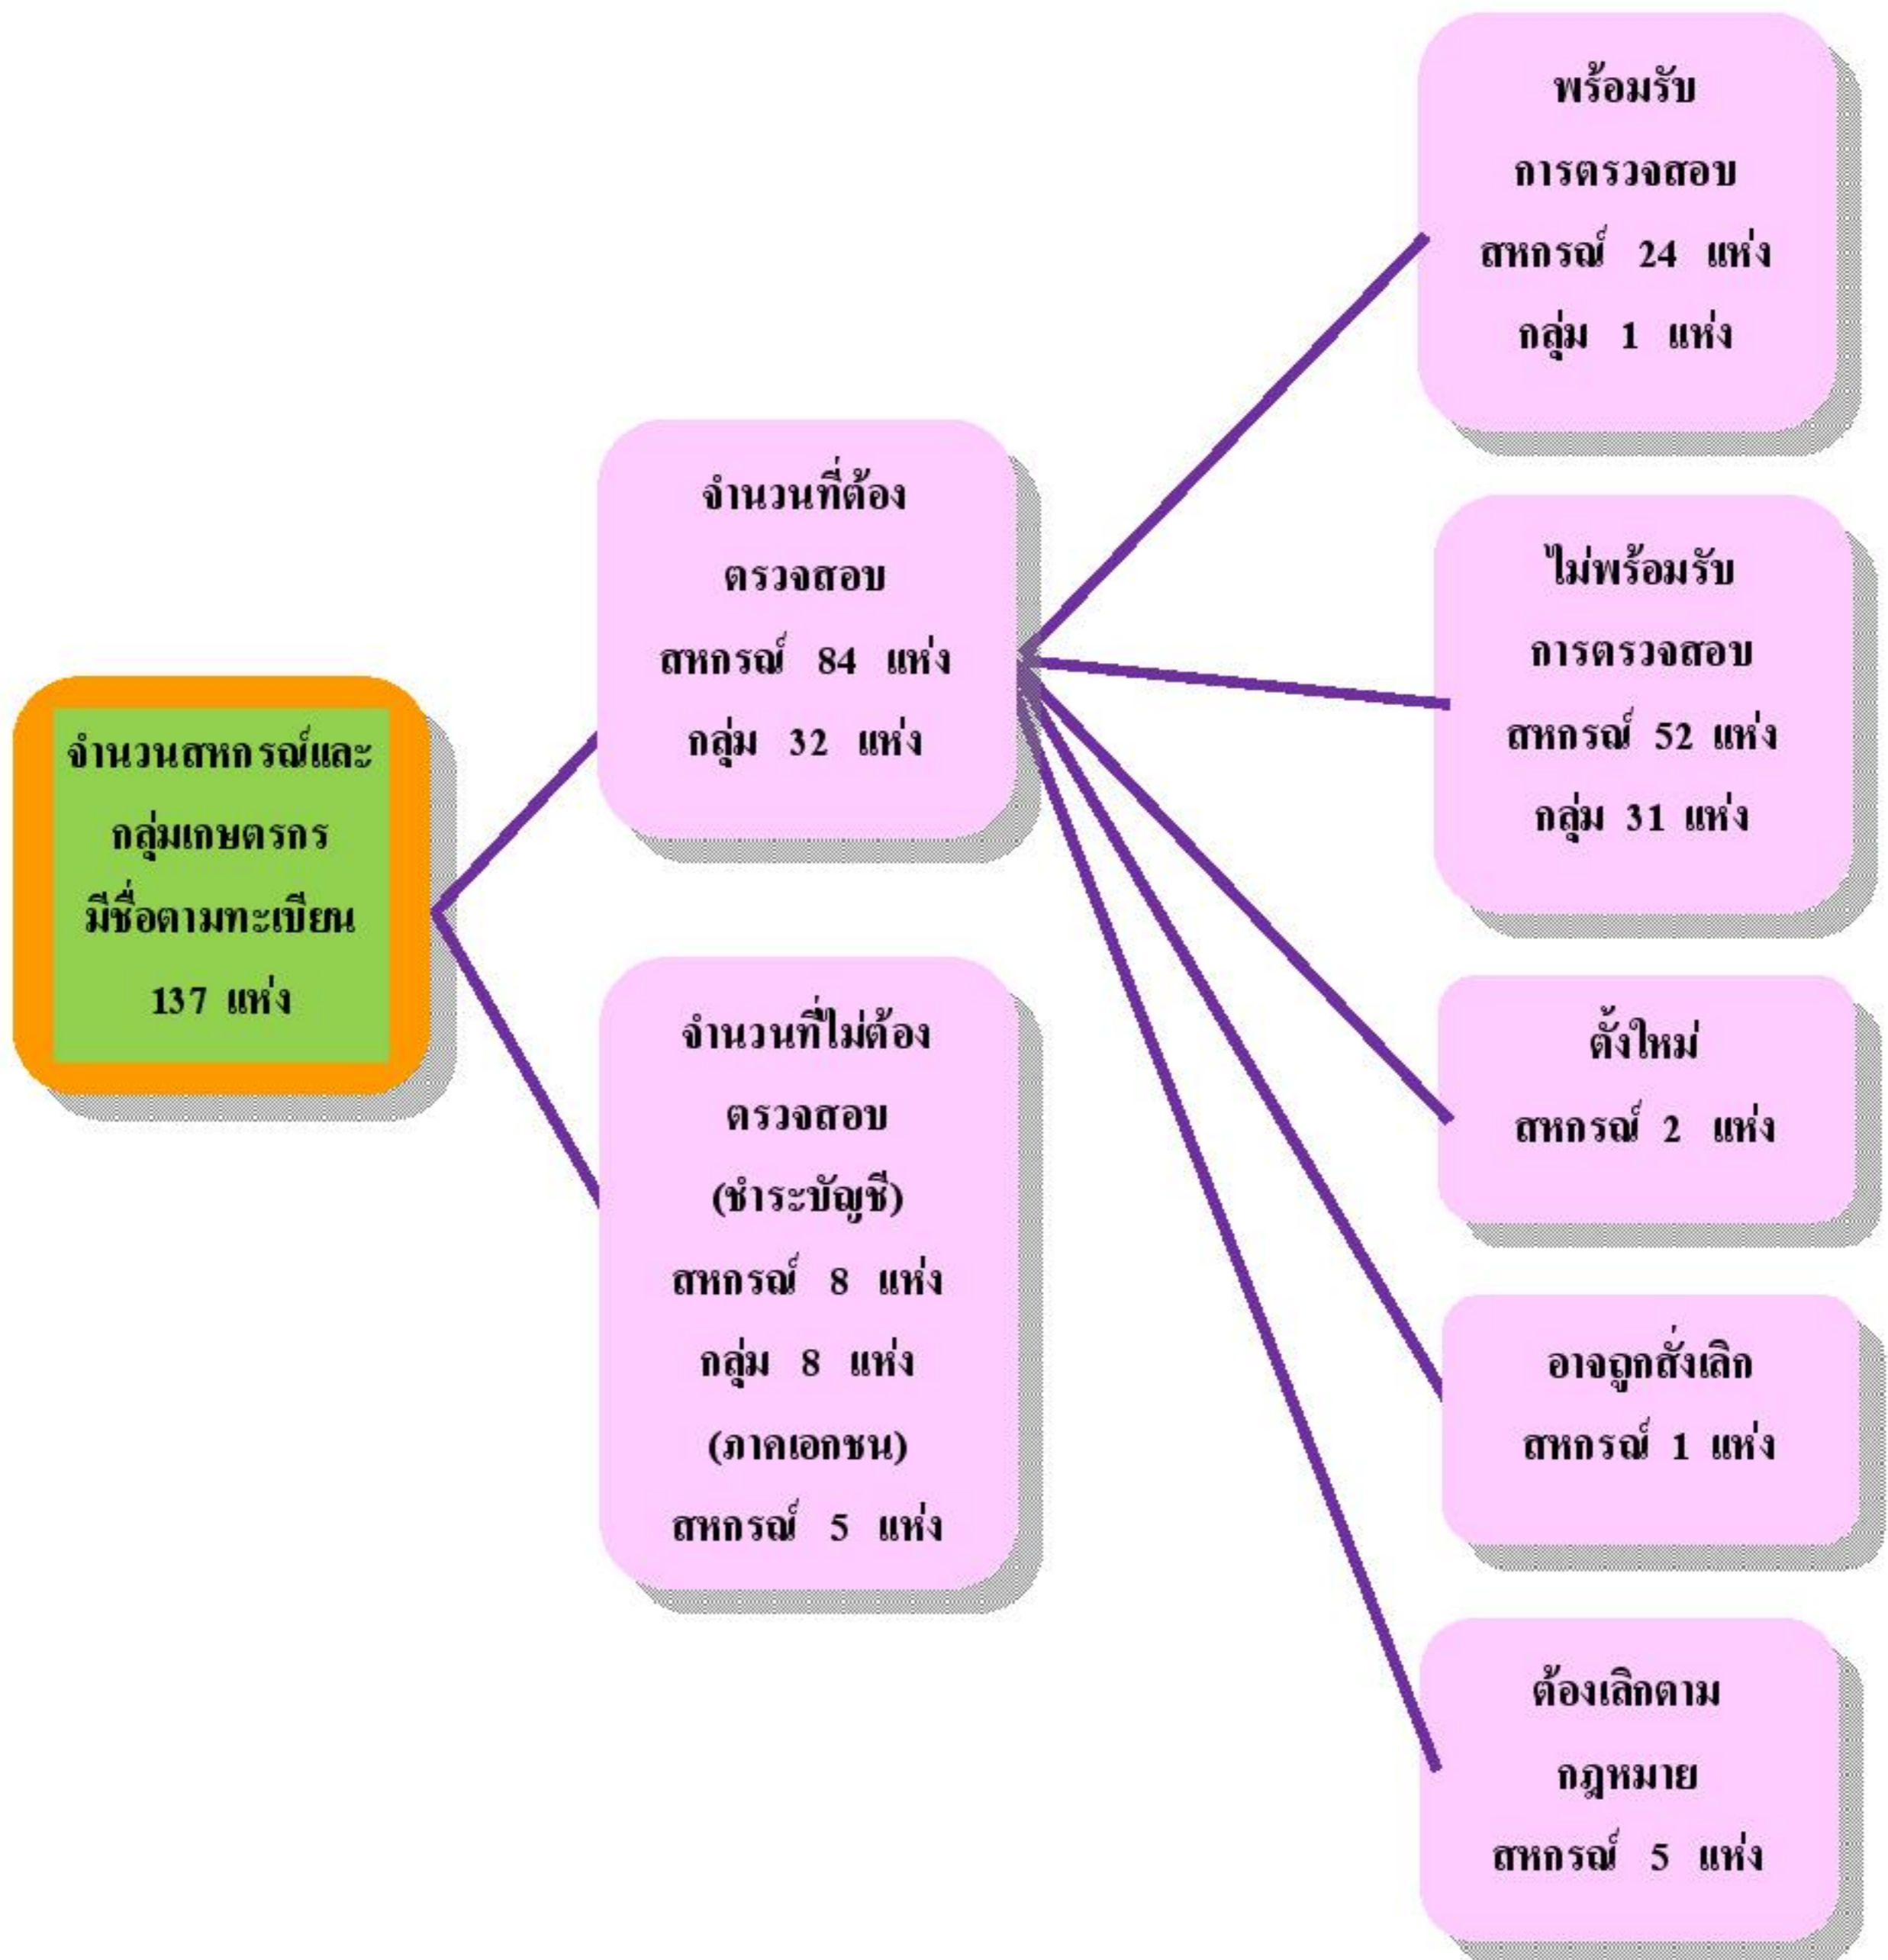 จำนวนสหกรณ์และ
กลุ่มเกษตรกร
มีชื่อตามทะเบียน
137 แห่ง
จำนวนที่ต้อง
ตรวจสอบ
สหกรณ์ 84 แห่ง
กลุ่ม 32 แห่ง
จำนวนที่ไม่ต้อง
ตรวจสอบ
(ชำระบัญชี)
สหกรณ์ 8 แห่ง
กลุ่ม 8 แห่ง
(ภาคเอกชน)
สหกรณ์ 5 แห่ง
พร้อมรับ
การตรวจสอบ
สหกรณ์ 24 แห่ง
กลุ่ม 1 แห่ง
ไม่พร้อมรับ
การตรวจสอบ
สหกรณ์ 52 แห่ง
กลุ่ม 31 แห่ง
ตั้งใหม่
สหกรณ์ 2 แห่ง
อาจถูกสั่งเลิก
สหกรณ์ 1 แห่ง
ต้องเลิกตาม
กฎหมาย
สหกรณ์ 5 แห่ง